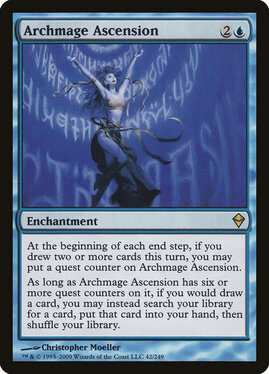 Archmage Ascension 2
Enchantment
At the beginning of each end step, if you
drew two or more cards this turn, you may
put a quest counter on Archmage Ascension.
As long as Archmage Ascension has six or
more quest counters on it, if you would draw
a card, you may instead search your library
for a card, put that card into your hand, then
shuffle your library.
Christopher Moeller
™ & © 1993–2009 Wizards of the Coast LLC 42/249